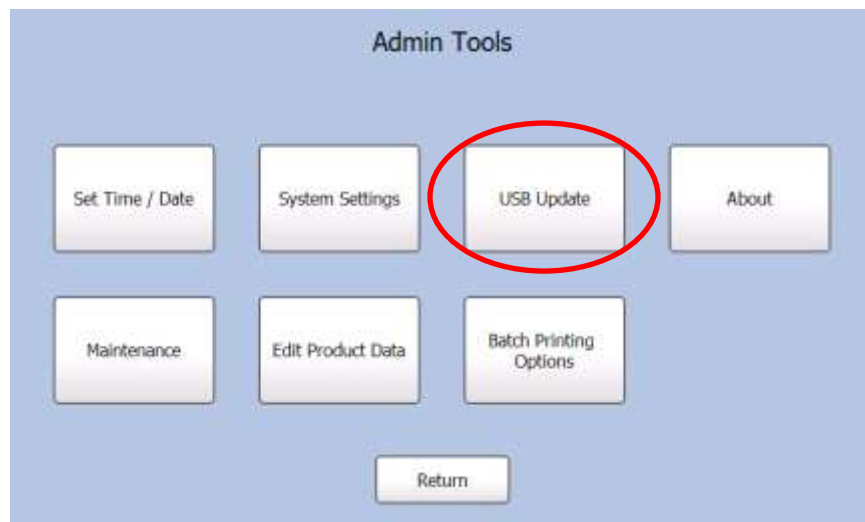 Admin Tools
Set Time / Date
System Settings
USB Update
About
Maintenance
Edit Product Data
Batch Printing
Options
Return